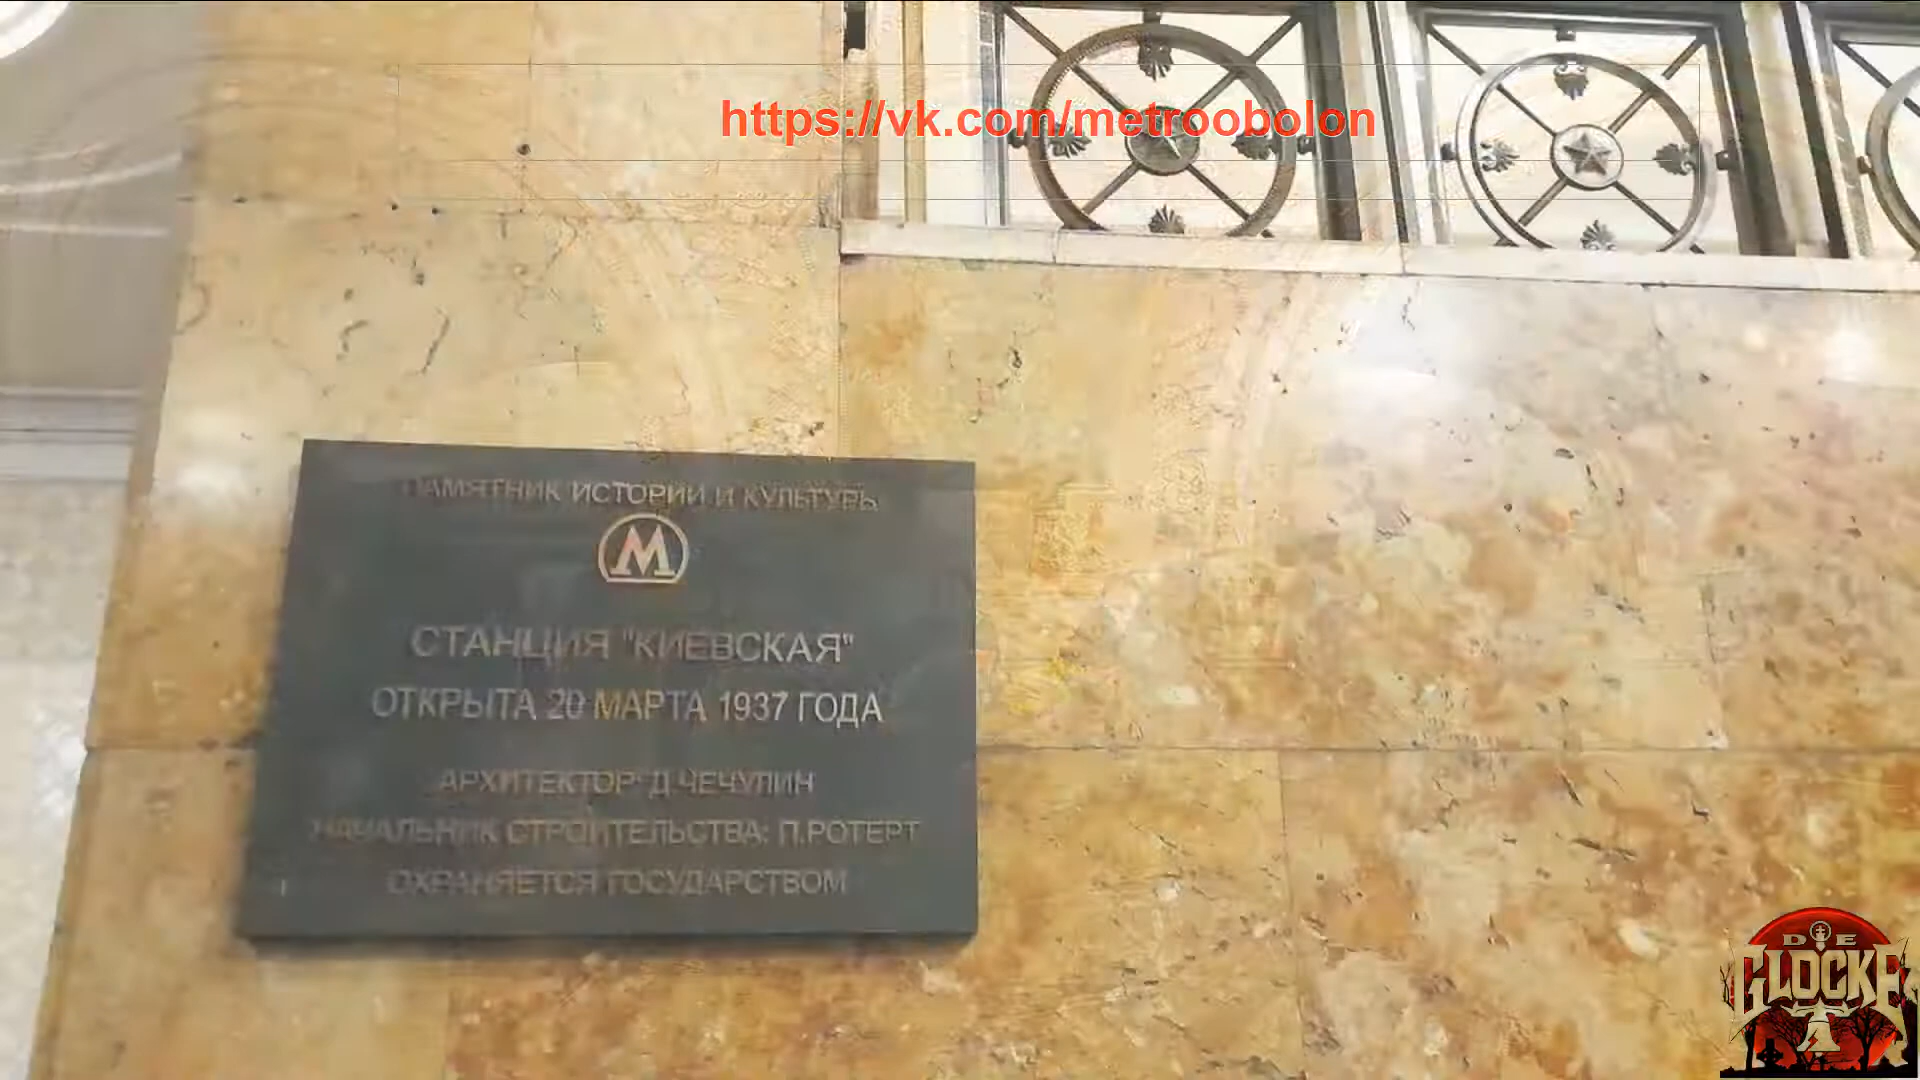 https://vk.com/metroobolon
ПАМЯТНИК ИСТОРИИ И КУЛЬТУРЫ
М
СТАНЦИЯ "КИЕВСКАЯ"
ОТКРЫТА 20 МАРТА 1937 ГОДА
АРХИТЕКТОР: Д.ЧЕЧУЛИН
НАЧАЛЬНИК СТРОИТЕЛЬСТВА: П.РОТЕРТ
ОХРАНЯЕТСЯ ГОСУДАРСТВОМ
DIE
GLOCKE